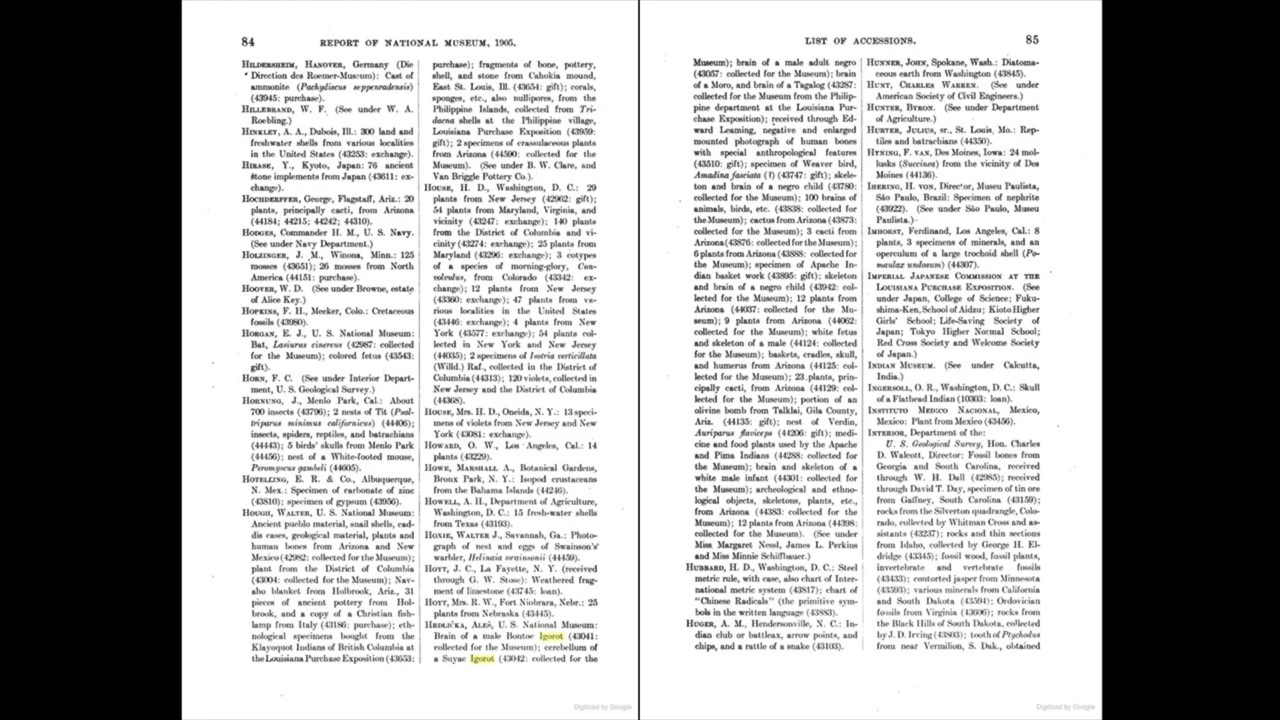 84
REPORT OF NATIONAL MUSEUM, 1905.
HILDERSHEIM, HANOVER, Germany (Die
Direction des Roemer-Museum): Cast of
ammonite (Pachydiscus seppenradensis)
(43945; purchase).
HILLEBRAND, W. F. (See under W. A.
Roebling.)
HINKLEY, A. A., Dubois, Ill.: 300 land and
freshwater shells from various localities
in the United States (43253: exchange).
HIRASE, Y., Kyoto, Japan: 76 ancient
stone implements from Japan (43611: ex-
change).
HOCHDERFFER, George, Flagstaff, Ariz.: 20
plants, principally cacti, from Arizona
(44184; 44215; 44242; 44310).
HODGES, Commander H. M., U. S. Navy.
(See under Navy Department.)
HOLZINGER, J. M., Winona, Minn.: 125
mosses (43651); 26 mosses from North
America (44151: purchase).
HOOVER, W. D. (See under Browne, estate
of Alice Key.)
HOPKINS, F. H., Meeker, Colo.: Cretaceous
fossils (43980).
HORGAN, E. J., U. S. National Museum:
Bat, Lasiurus cinereus (42987: collected
for the Museum); colored fetus (43543:
gift).
HORN, F. C. (See under Interior Depart-
ment, U. S. Geological Survey.)
HORNUNG, J., Menlo Park, Cal.: About
700 insects (43796); 2 nests of Tit (Psal-
triparus minimus californicus) (44406);
insects, spiders, reptiles, and batrachians
(44443); 5 birds' skulls from Menlo Park
(44456); nest of a White-footed mouse,
Peromyscus gambeli (44605).
HOTELLING, E. R. & Co., Albuquerque,
N. Mex.: Specimen of carbonate of zinc
(43810); specimen of gypsum (43956).
HOUGH, WALTER, U. S. National Museum:
Ancient pueblo material, snail shells, cad-
dis cases, geological material, plants and
human bones from Arizona and New
Mexico (42982: collected for the Museum);
plant from the District of Columbia
(43004: collected for the Museum); Nav-
aho blanket from Holbrook, Ariz., 31
pieces of ancient pottery from Hol-
brook, and a copy of a Christian fish-
lamp from Italy (43186: purchase); eth-
nological specimens bought from the
Klayoquot Indians of British Columbia at
the Louisiana Purchase Exposition (43653:
purchase); fragments of bone, pottery,
shell, and stone from Cahokia mound,
East St. Louis, Ill. (43654: gift); corals,
sponges, etc., also nullipores, from the
Philippine Islands, collected from Tri-
dacna shells at the Philippine village,
Louisiana Purchase Exposition (43959:
gift); 2 specimens of crassulaceous plants
from Arizona (44500: collected for the
Museum). (See under B. W. Clare, and
Van Briggle Pottery Co.).
HOUSE, H. D., Washington, D. C.: 29
plants from New Jersey (42962: gift);
54 plants from Maryland, Virginia, and
vicinity (43247: exchange); 140 plants
from the District of Columbia and vi-
cinity (43274: exchange); 25 plants from
Maryland (43296: exchange); 3 cotypes
of a species of morning-glory, Con-
volvulus, from Colorado (43342: ex-
change); 12 plants from New Jersey
(43360: exchange); 47 plants from va-
rious localities in the United States
(43446: exchange); 4 plants from New
York (43577: exchange); 54 plants col-
lected in New York and New Jersey
(44035); 2 specimens of Isotria verticillata
(Willd.) Raf., collected in the District of
Columbia (44313); 120 violets, collected in
New Jersey and the District of Columbia
(44368).
HOUSE, Mrs. H. D., Oneida, N. Y.: 13 speci-
mens of violets from New Jersey and New
York (43081: exchange).
HOWARD, O. W., Los Angeles, Cal.: 14
plants (43229).
HOWE, MARSHALL A., Botanical Gardens,
Bronx Park, N. Y.: Isopod crustaceans
from the Bahama Islands (44246).
HOWELL, A. H., Department of Agriculture,
Washington, D. C.: 15 fresh-water shells
from Texas (43193).
HOXIE, WALTER J., Savannah, Ga.: Photo-
graph of nest and eggs of Swainson's
warbler, Helinaia swainsonii (44459).
HOYT, J. C., La Fayette, N. Y. (received
through G. W. Stose): Weathered frag-
ment of limestone (43745: loan).
HOYT, Mrs. R. W., Fort Niobrara, Nebr.: 25
plants from Nebraska (43445).
HRDLIČKA, ALEŠ, U. S. National Museum:
Brain of a male Bontoc Igorot (43041:
collected for the Museum); cerebellum of
a Suyac Igorot (43042: collected for the
Digitized by Google
LIST OF ACCESSIONS.
85
Museum); brain of a male adult negro
(43057: collected for the Museum); brain
of a Moro, and brain of a Tagalog (43287:
collected for the Museum from the Philip-
pine department at the Louisiana Pur-
chase Exposition); received through Ed-
ward Leaming, negative and enlarged
mounted photograph of human bones
with special anthropological features
(43510: gift); specimen of Weaver bird,
Amadina fasciata (?) (43747: gift); skele-
ton and brain of a negro child (43780:
collected for the Museum); 100 brains of
animals, birds, etc. (43838: collected for
the Museum); cactus from Arizona (43873:
collected for the Museum); 3 cacti from
Arizona (43876: collected for the Museum);
6 plants from Arizona (43888: collected for
the Museum); specimen of Apache In-
dian basket work (43895: gift); skeleton
and brain of a negro child (43942: col-
lected for the Museum); 12 plants from
Arizona (44037: collected for the Mu-
seum); 9 plants from Arizona (44062:
collected for the Museum); white fetus
and skeleton of a male (44124: collected
for the Museum); baskets, cradles, skull,
and humerus from Arizona (44125: col-
lected for the Museum); 23 plants, prin-
cipally cacti, from Arizona (44129: col-
lected for the Museum); portion of an
olivine bomb from Talklai, Gila County,
Ariz. (44135: gift); nest of Verdin,
Auriparus flaviceps (44206: gift); medi-
cine and food plants used by the Apache
and Pima Indians (44288: collected for
the Museum); brain and skeleton of a
white male infant (44301: collected for
the Museum); archeological and ethno-
logical objects, skeletons, plants, etc.,
from Arizona (44383: collected for the
Museum); 12 plants from Arizona (44398:
collected for the Museum). (See under
Miss Margaret Nessl, James L. Perkins
and Miss Minnie Schiffbauer.)
HUBBARD, H. D., Washington, D. C.: Steel
metric rule, with case, also chart of Inter-
national metric system (43817); chart of
"Chinese Radicals" (the primitive sym-
bols in the written language (43883).
HUGER, A. M., Hendersonville, N. C.: In-
dian club or battleax, arrow points, and
chips, and a rattle of a snake (43103).
HUNNER, JOHN, Spokane, Wash.: Diatoma-
ceous earth from Washington (43845).
HUNT, CHARLES WARREN. (See under
American Society of Civil Engineers.)
HUNTER, BYRON. (See under Department
of Agriculture.)
HURTER, JULIUS, sr., St. Louis, Mo.: Rep-
tiles and batrachians (44350).
HYNING, F. VAN, Des Moines, Iowa: 24 mol-
lusks (Succinea) from the vicinity of Des
Moines (44136).
IHERING, H. VON, Director, Museu Paulista,
São Paulo, Brazil: Specimen of nephrite
(43922). (See under São Paulo, Museu
Paulista.)
IMHORST, Ferdinand, Los Angeles, Cal.: 8
plants, 3 specimens of minerals, and an
operculum of a large trochoid shell (Po-
maulax undosum) (44307).
IMPERIAL JAPANESE COMMISSION AT THE
LOUISIANA PURCHASE EXPOSITION. (See
under Japan, College of Science; Fuku-
shima-Ken, School of Aidzu; Kioto Higher
Girls' School; Life-Saving Society of
Japan; Tokyo Higher Normal School;
Red Cross Society and Welcome Society
of Japan.)
INDIAN MUSEUM. (See under Calcutta,
India.)
INGERSOLL, O. R., Washington, D. C.: Skull
of a Flathead Indian (10303: loan).
INSTITUTO MEDICO NACIONAL, Mexico,
Mexico: Plant from Mexico (43456).
INTERIOR, Department of the:
U. S. Geological Survey, Hon. Charles
D. Walcott, Director: Fossil bones from
Georgia and South Carolina, received
through W. H. Dall (42985); received
through David T. Day, specimen of tin ore
from Gaffney, South Carolina (43159);
rocks from the Silverton quadrangle, Colo-
rado, collected by Whitman Cross and as-
sistants (43237); rocks and thin sections
from Idaho, collected by George H. El-
dridge (43345); fossil wood, fossil plants,
invertebrate and vertebrate fossils
(43433); contorted jasper from Minnesota
(43593); various minerals from California
and South Dakota (43594); Ordovician
fossils from Virginia (43606); rocks from
the Black Hills of South Dakota, collected
by J. D. Irving (43803); tooth of Ptychodus
from near Vermilion, S. Dak., obtained
Digitized by Google